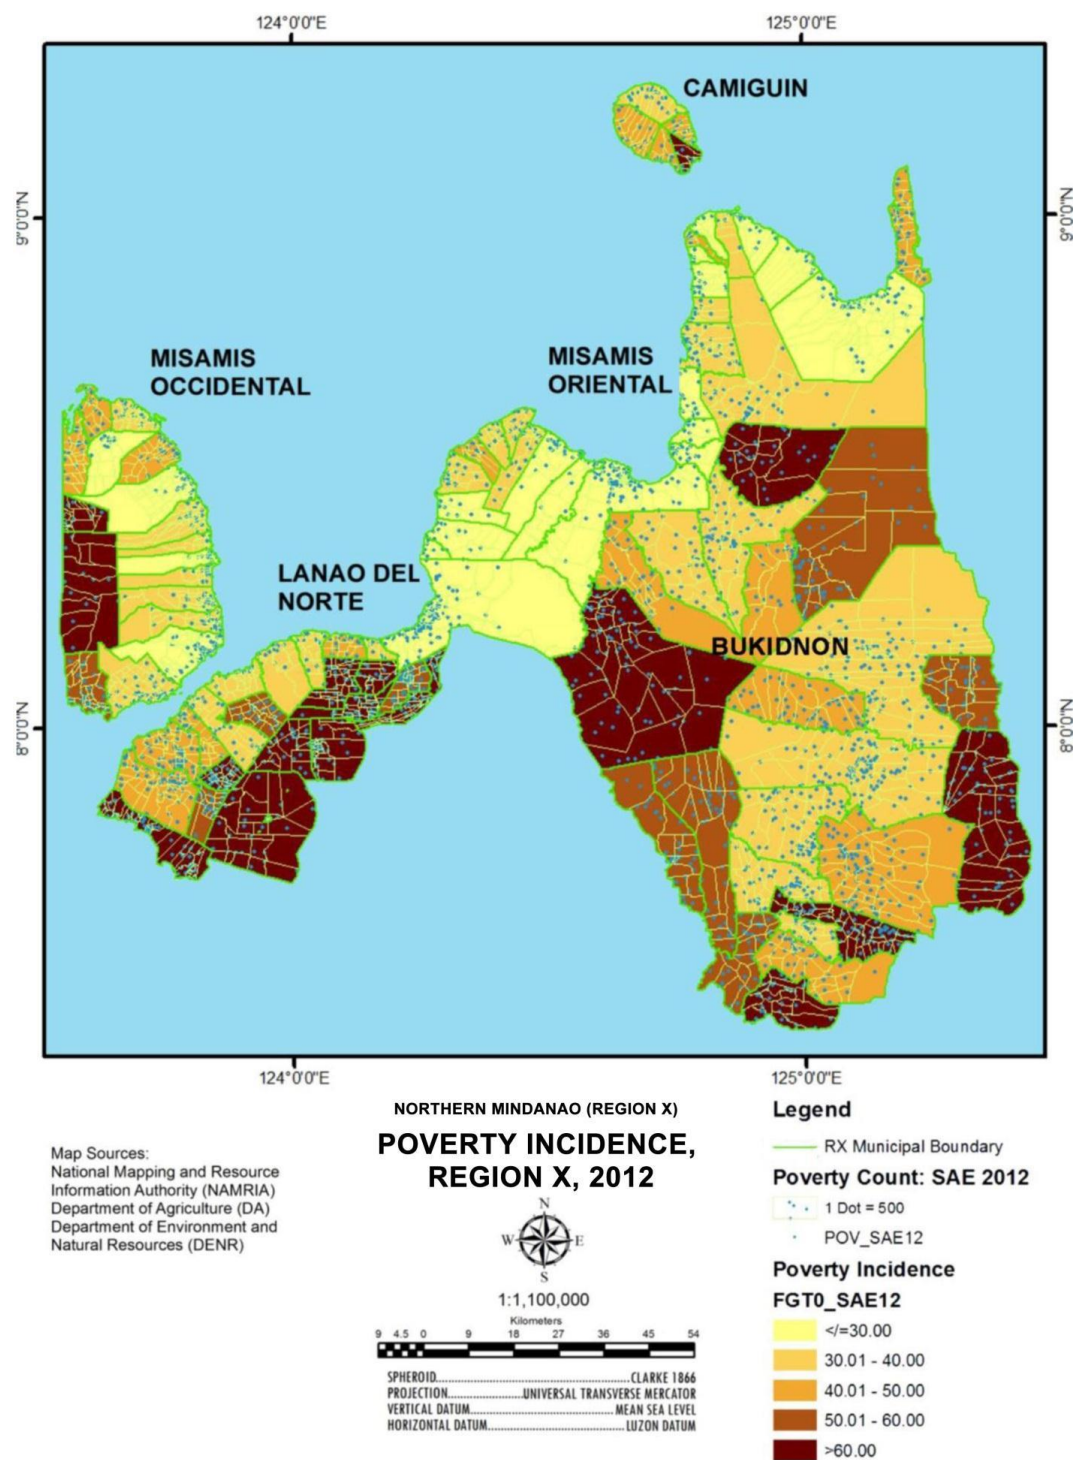 124°0'0"E
125°0'0"E
CAMIGUIN
9°0'0"N
9°0'0"N
MISAMIS
OCCIDENTAL
MISAMIS
ORIENTAL
LANAO DEL
NORTE
BUKIDNON
8°0'0"N
8°0'0"N
124°0'0"E
125°0'0"E
NORTHERN MINDANAO (REGION X)
POVERTY INCIDENCE,
REGION X, 2012
Map Sources:
National Mapping and Resource
Information Authority (NAMRIA)
Department of Agriculture (DA)
Department of Environment and
Natural Resources (DENR)
N
W
E
S
1:1,100,000
Kilometers
9 4.5 0 9 18 27 36 45 54
SPHEROID..............................CLARKE 1866
PROJECTION................UNIVERSAL TRANSVERSE MERCATOR
VERTICAL DATUM......................MEAN SEA LEVEL
HORIZONTAL DATUM.....................LUZON DATUM
Legend
RX Municipal Boundary
Poverty Count: SAE 2012
1 Dot = 500
POV_SAE12
Poverty Incidence
FGT0_SAE12
</=30.00
30.01 - 40.00
40.01 - 50.00
50.01 - 60.00
>60.00